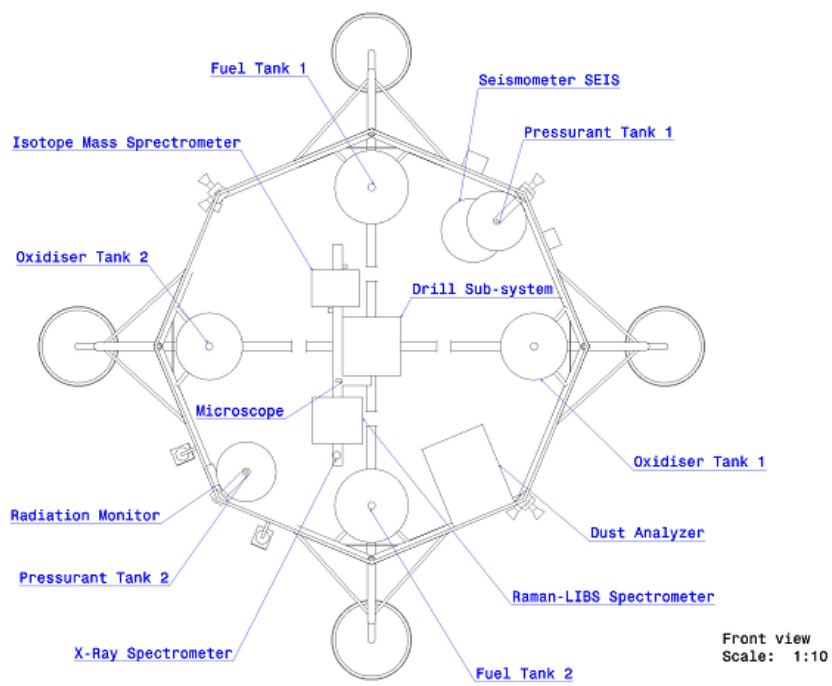 Fuel Tank 1
Seismometer SEIS
Pressurant Tank 1
Isotope Mass Sprectrometer
Oxidiser Tank 2
Drill Sub-system
Microscope
Oxidiser Tank 1
Radiation Monitor
Dust Analyzer
Pressurant Tank 2
Raman-LIBS Spectrometer
X-Ray Spectrometer
Fuel Tank 2
Front view
Scale: 1:10